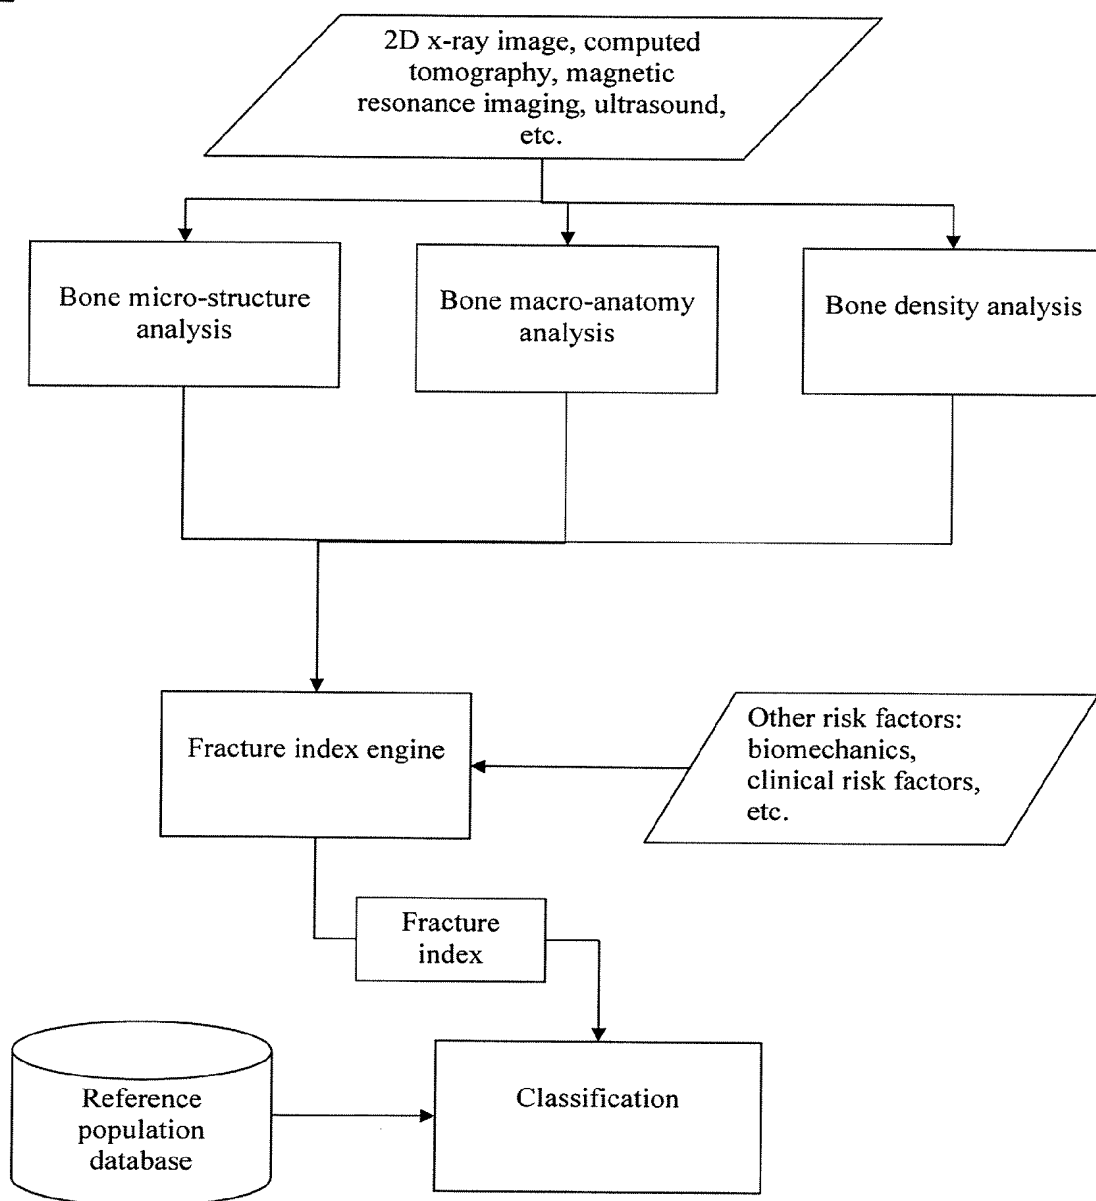 2D x-ray image, computed
tomography, magnetic
resonance imaging, ultrasound,
etc.
Bone micro-structure
analysis
Bone macro-anatomy
analysis
Bone density analysis
Fracture index engine
Other risk factors:
biomechanics,
clinical risk factors,
etc.
Fracture
index
Reference
population
database
Classification